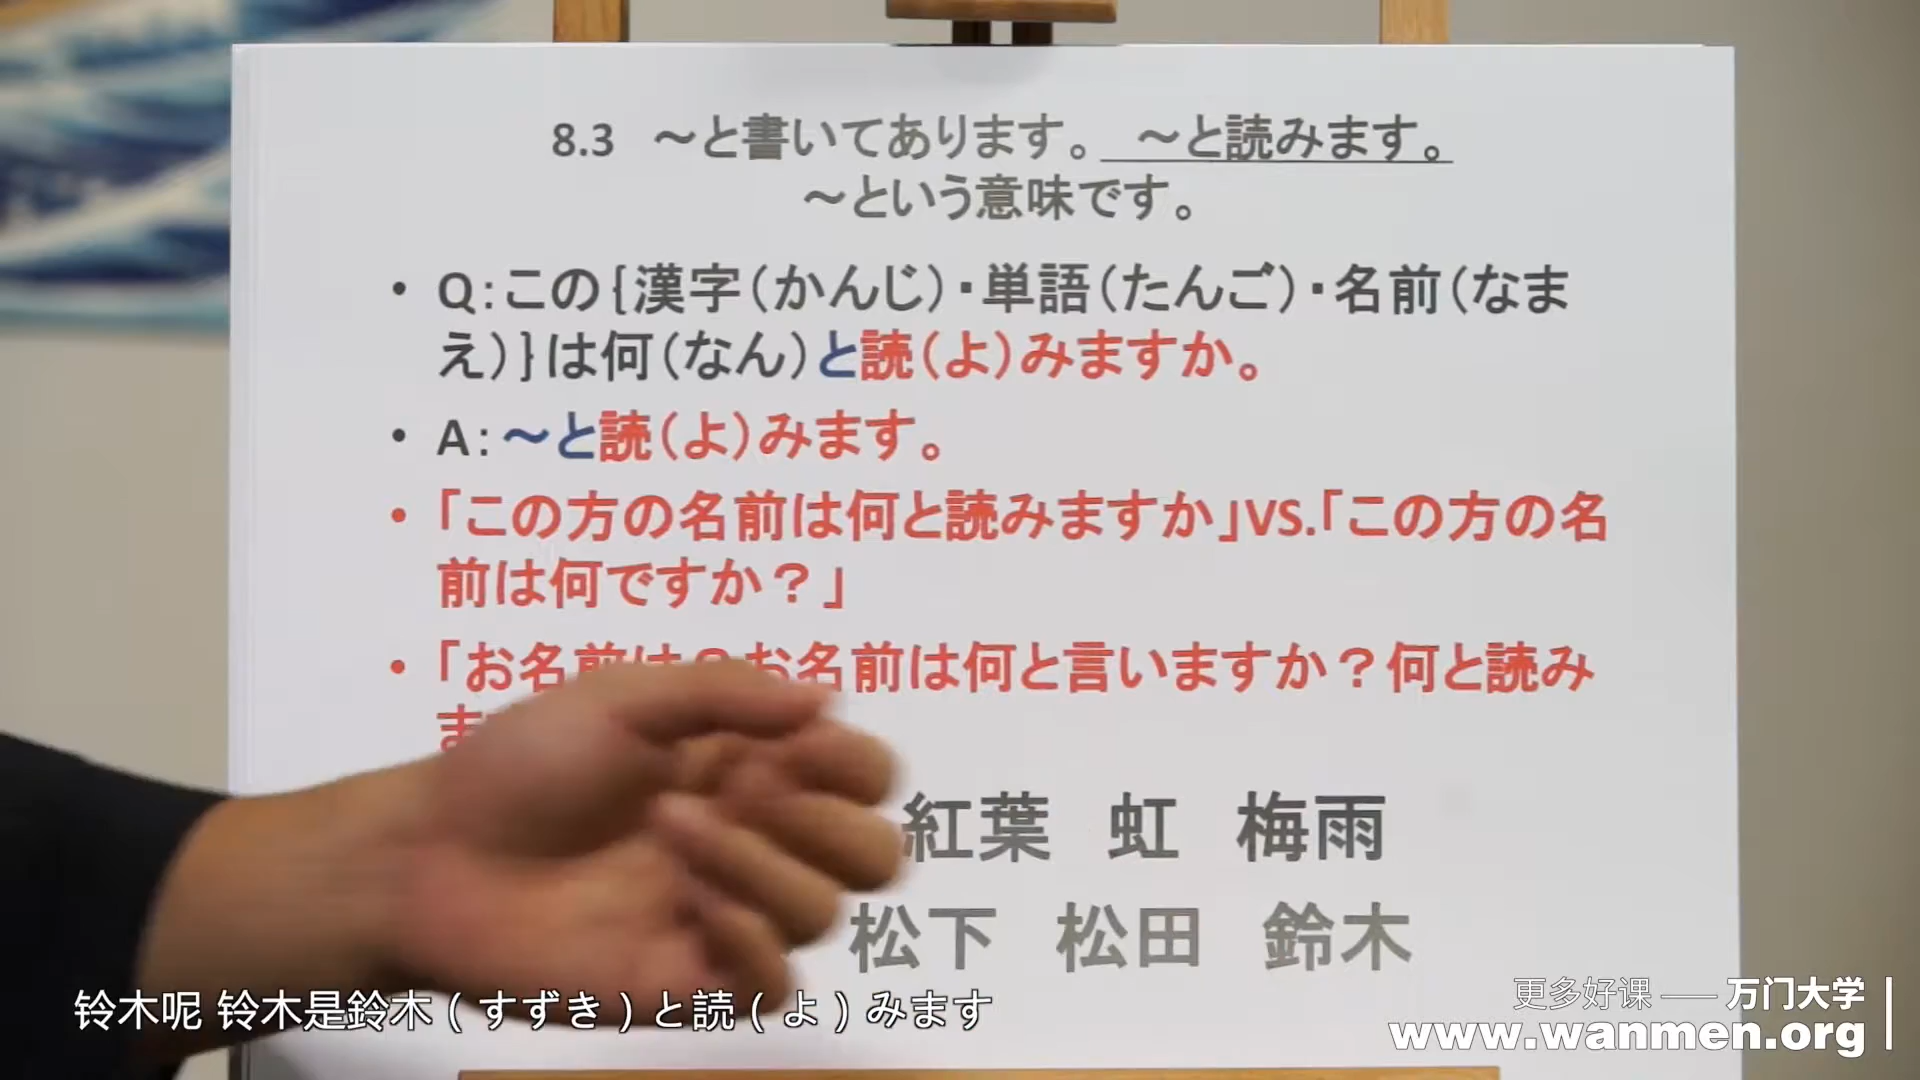 8.3 ～と書いてあります。 ～と読みます。
～という意味です。
• Q:この{漢字(かんじ)・単語(たんご)・名前(なま
え)}は何(なん)と読(よ)みますか。
• A:～と読(よ)みます。
• 「この方の名前は何と読みますか」VS.「この方の名
前は何ですか？」
• 「お名前は？お名前は何と言いますか？何と読み
ま
紅葉 虹 梅雨
松下 松田 鈴木
铃木呢 铃木是鈴木(すずき)と読(よ)みます
更多好课 —— 万门大学
www.wanmen.org